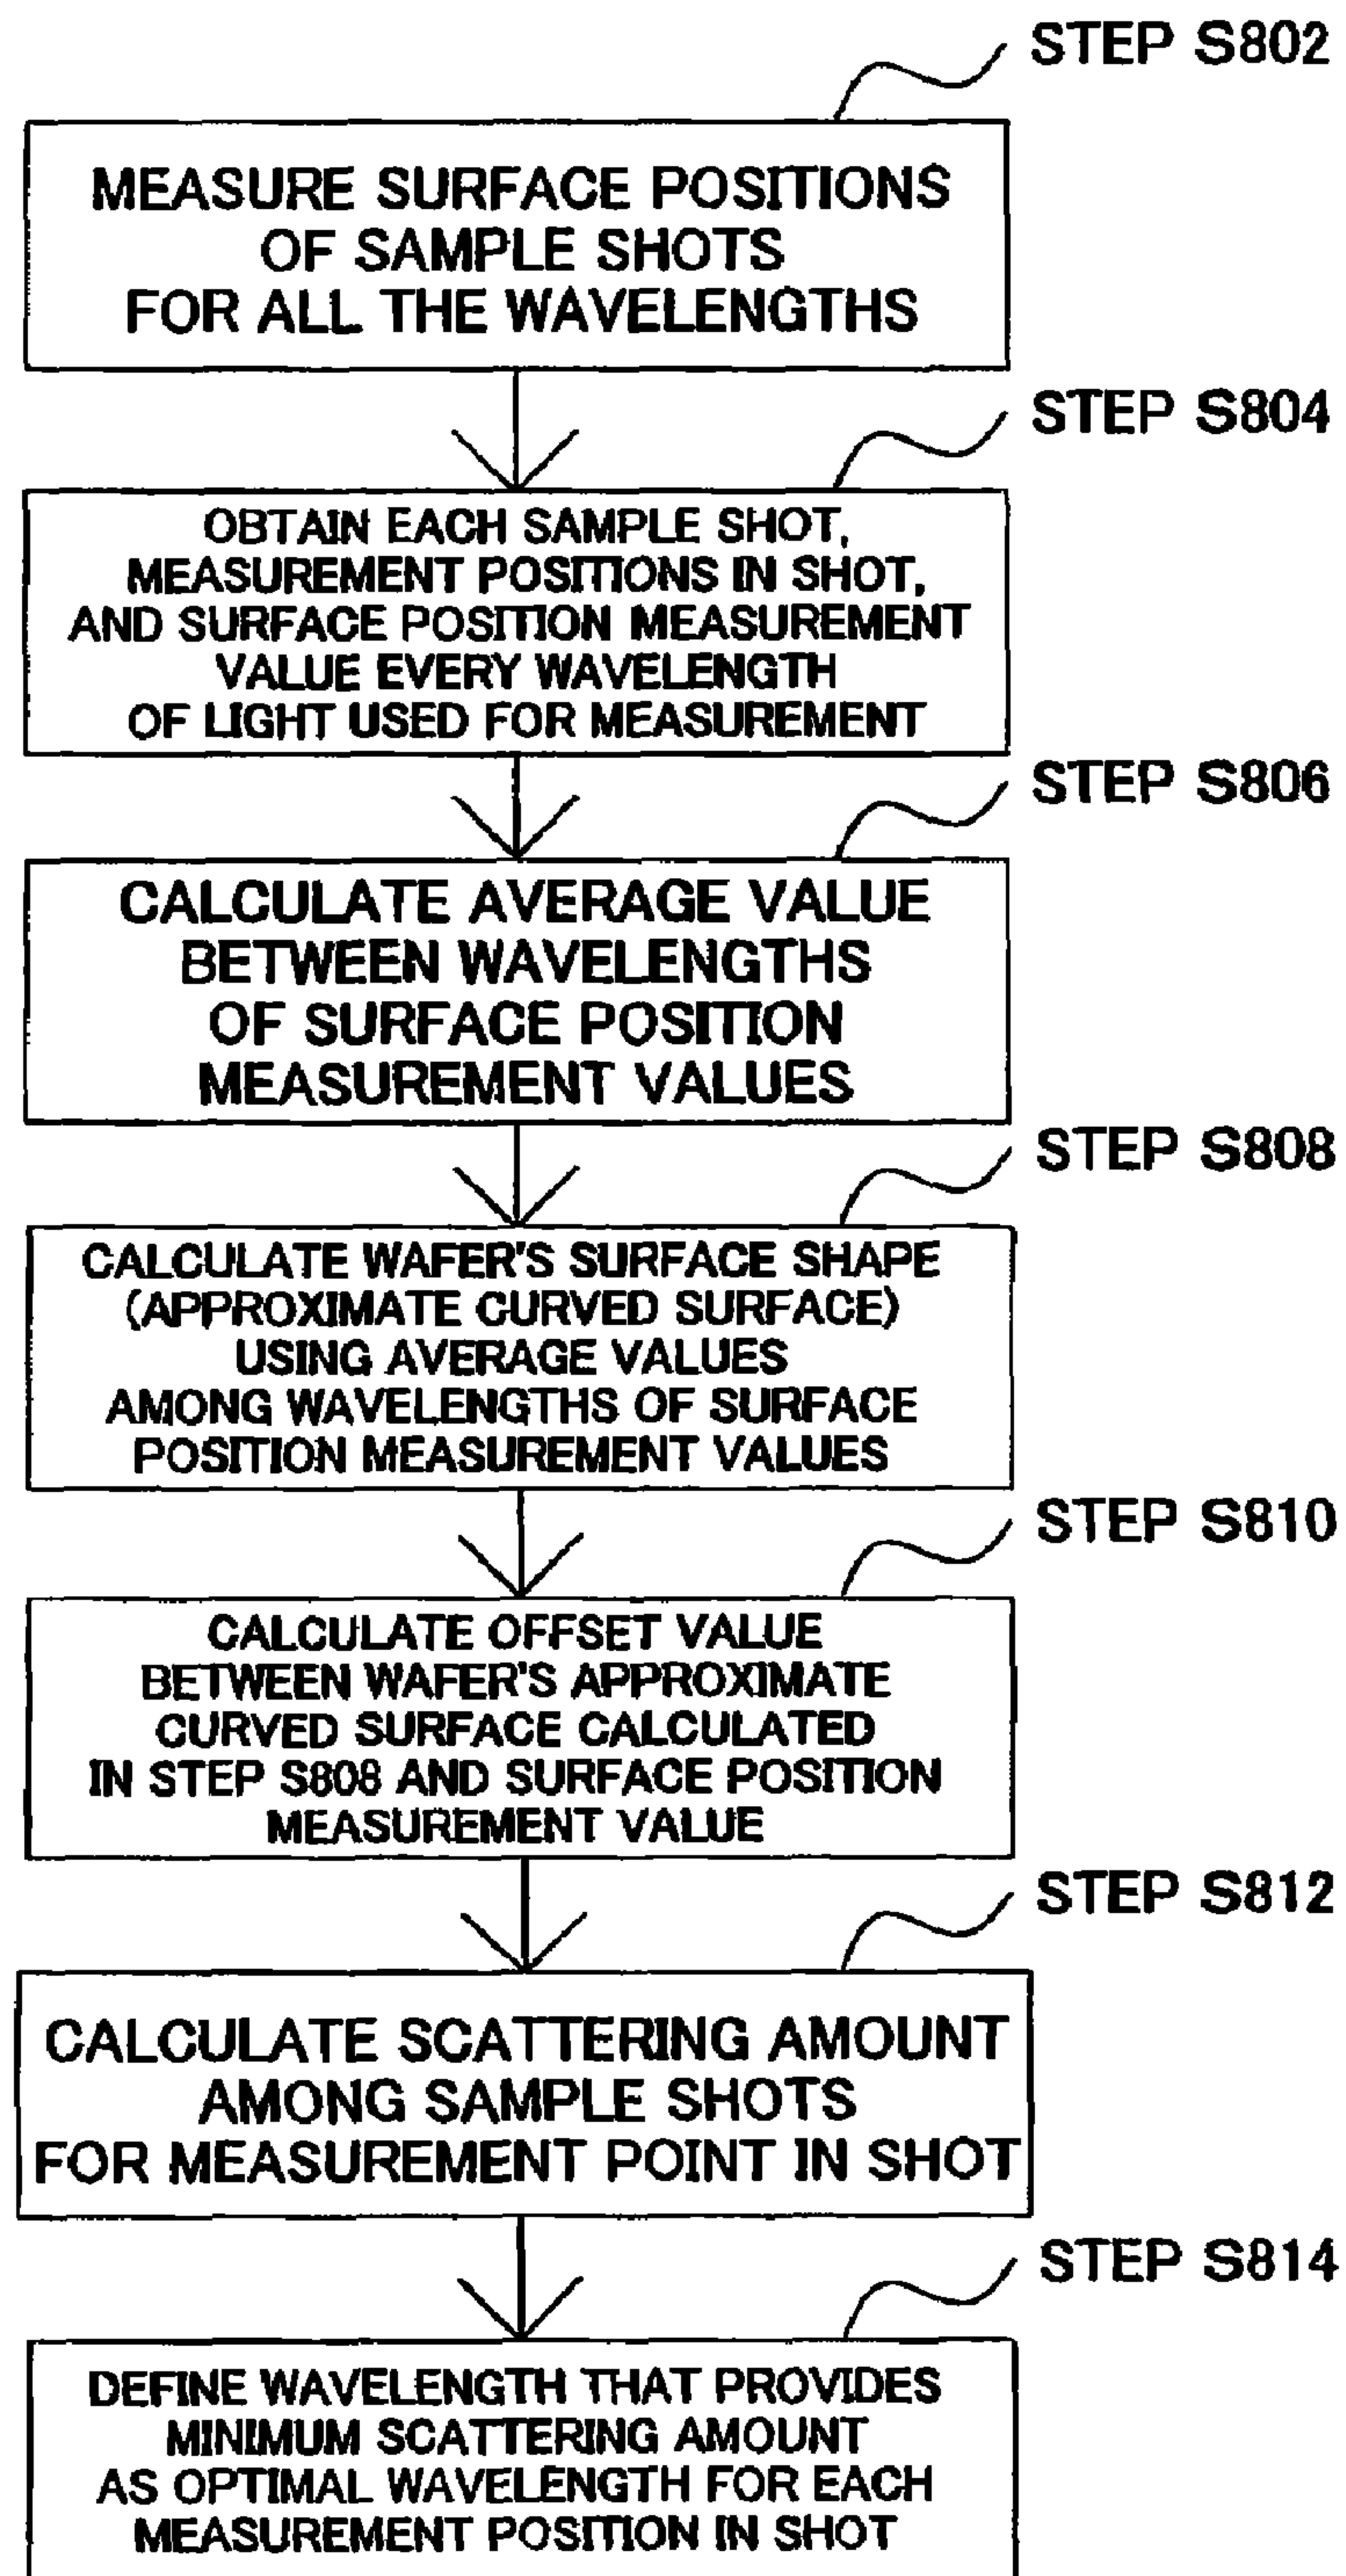 STEP S802
MEASURE SURFACE POSITIONS
OF SAMPLE SHOTS
FOR ALL THE WAVELENGTHS
STEP S804
OBTAIN EACH SAMPLE SHOT,
MEASUREMENT POSITIONS IN SHOT,
AND SURFACE POSITION MEASUREMENT
VALUE EVERY WAVELENGTH
OF LIGHT USED FOR MEASUREMENT
STEP S806
CALCULATE AVERAGE VALUE
BETWEEN WAVELENGTHS
OF SURFACE POSITION
MEASUREMENT VALUES
STEP S808
CALCULATE WAFER'S SURFACE SHAPE
(APPROXIMATE CURVED SURFACE)
USING AVERAGE VALUES
AMONG WAVELENGTHS OF SURFACE
POSITION MEASUREMENT VALUES
STEP S810
CALCULATE OFFSET VALUE
BETWEEN WAFER'S APPROXIMATE
CURVED SURFACE CALCULATED
IN STEP S808 AND SURFACE POSITION
MEASUREMENT VALUE
STEP S812
CALCULATE SCATTERING AMOUNT
AMONG SAMPLE SHOTS
FOR MEASUREMENT POINT IN SHOT
STEP S814
DEFINE WAVELENGTH THAT PROVIDES
MINIMUM SCATTERING AMOUNT
AS OPTIMAL WAVELENGTH FOR EACH
MEASUREMENT POSITION IN SHOT